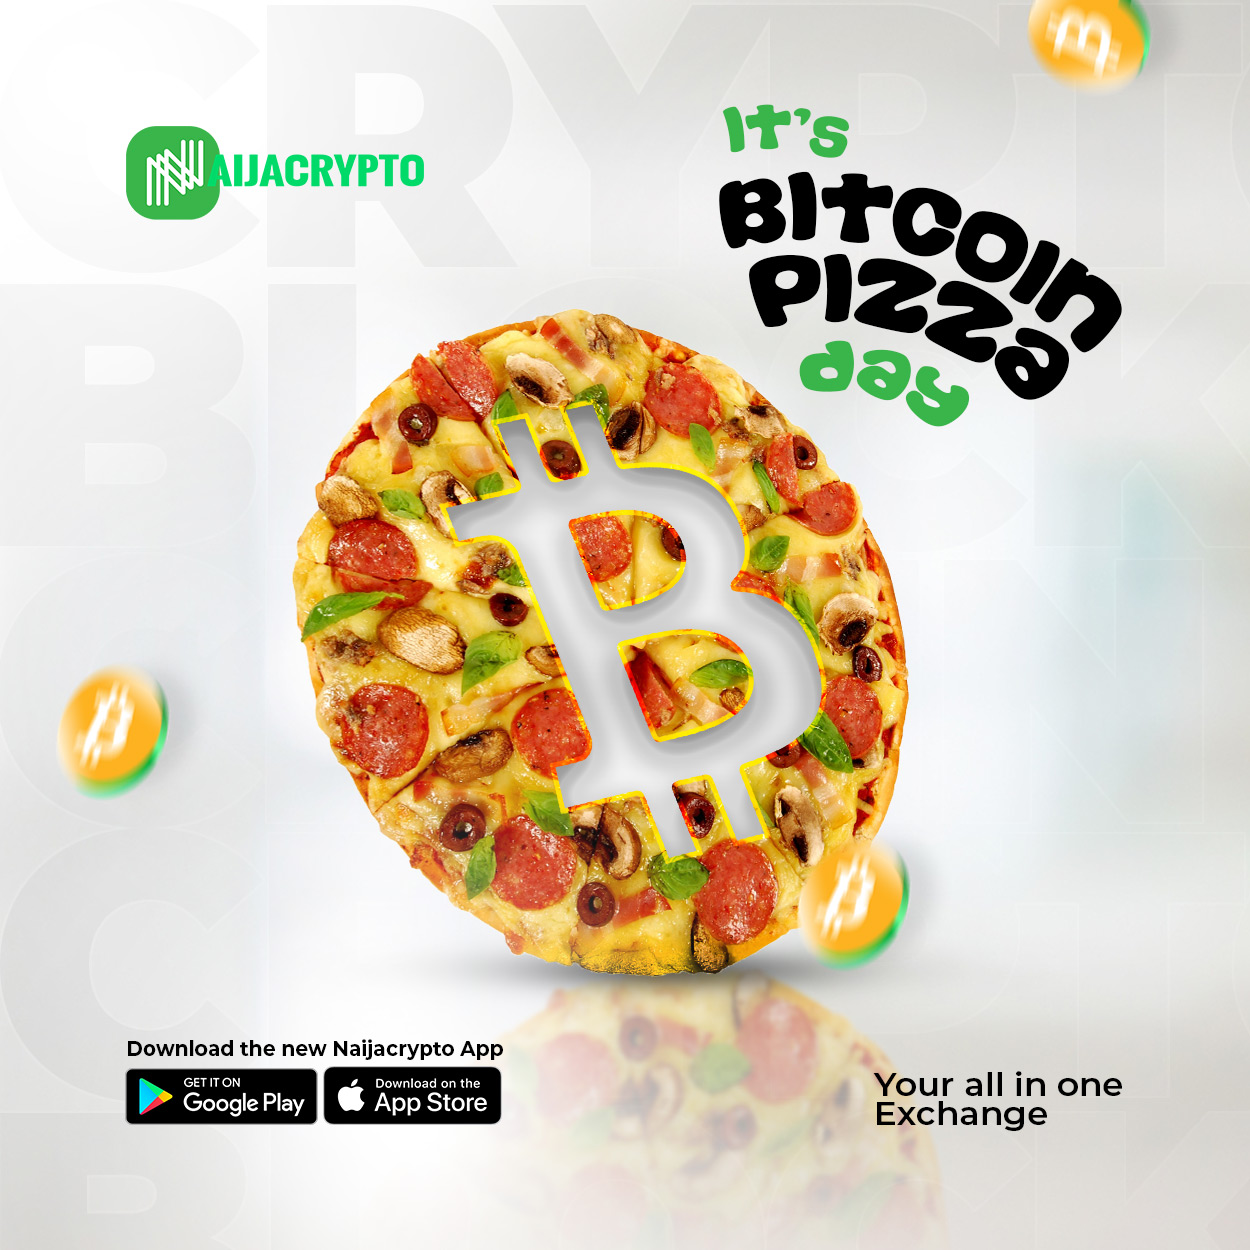 NAIJACRYPTO
It's
BITCOIN
PIZZA
day
Download the new Naijacrypto App
GET IT ON
Google Play
Download on the
App Store
Your all in one
Exchange